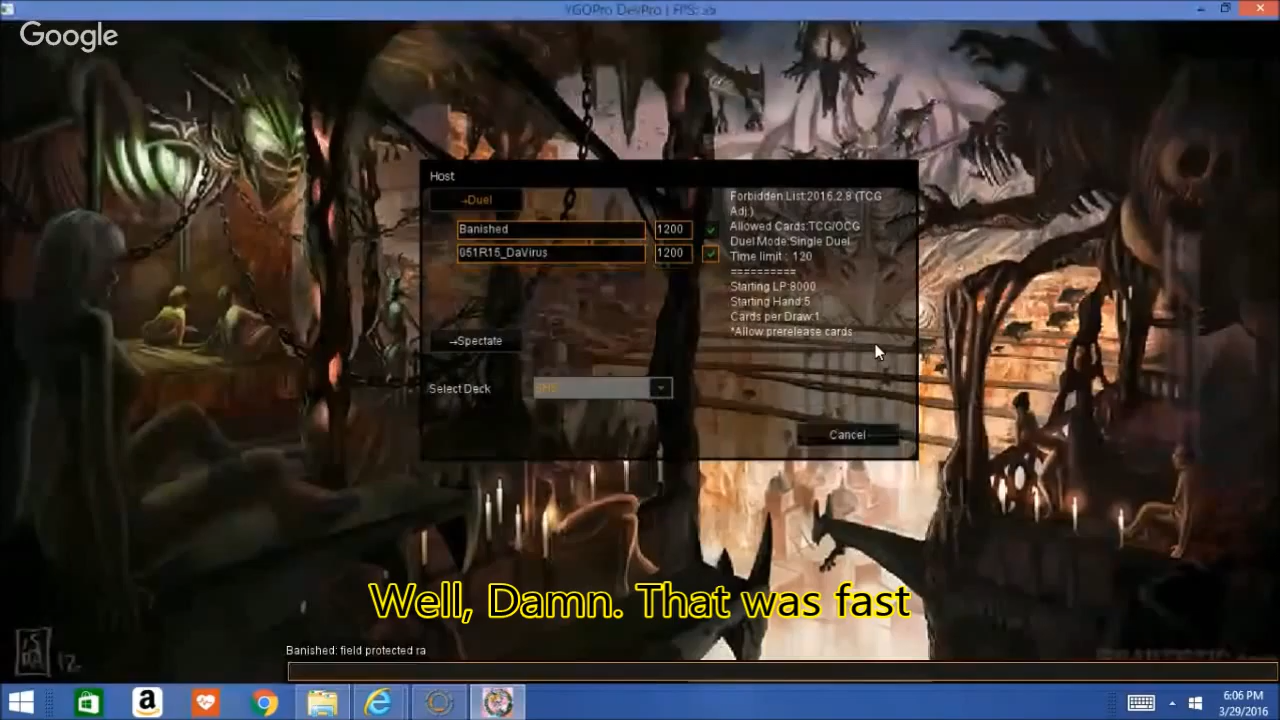 YGOPro DevPro | FPS:
Google
Host
→Duel
Banished 1200
051R15_DaVirus 1200
Forbidden List:2016.2.8 (TCG
Adj.)
Allowed Cards:TCG/OCG
Duel Mode:Single Duel
Time limit : 120
==========
Starting LP:8000
Starting Hand:5
Cards per Draw:1
*Allow prerelease cards
→Spectate
Select Deck
Cancel
Well, Damn. That was fast
Banished: field protected ra
6:06 PM
3/29/2016